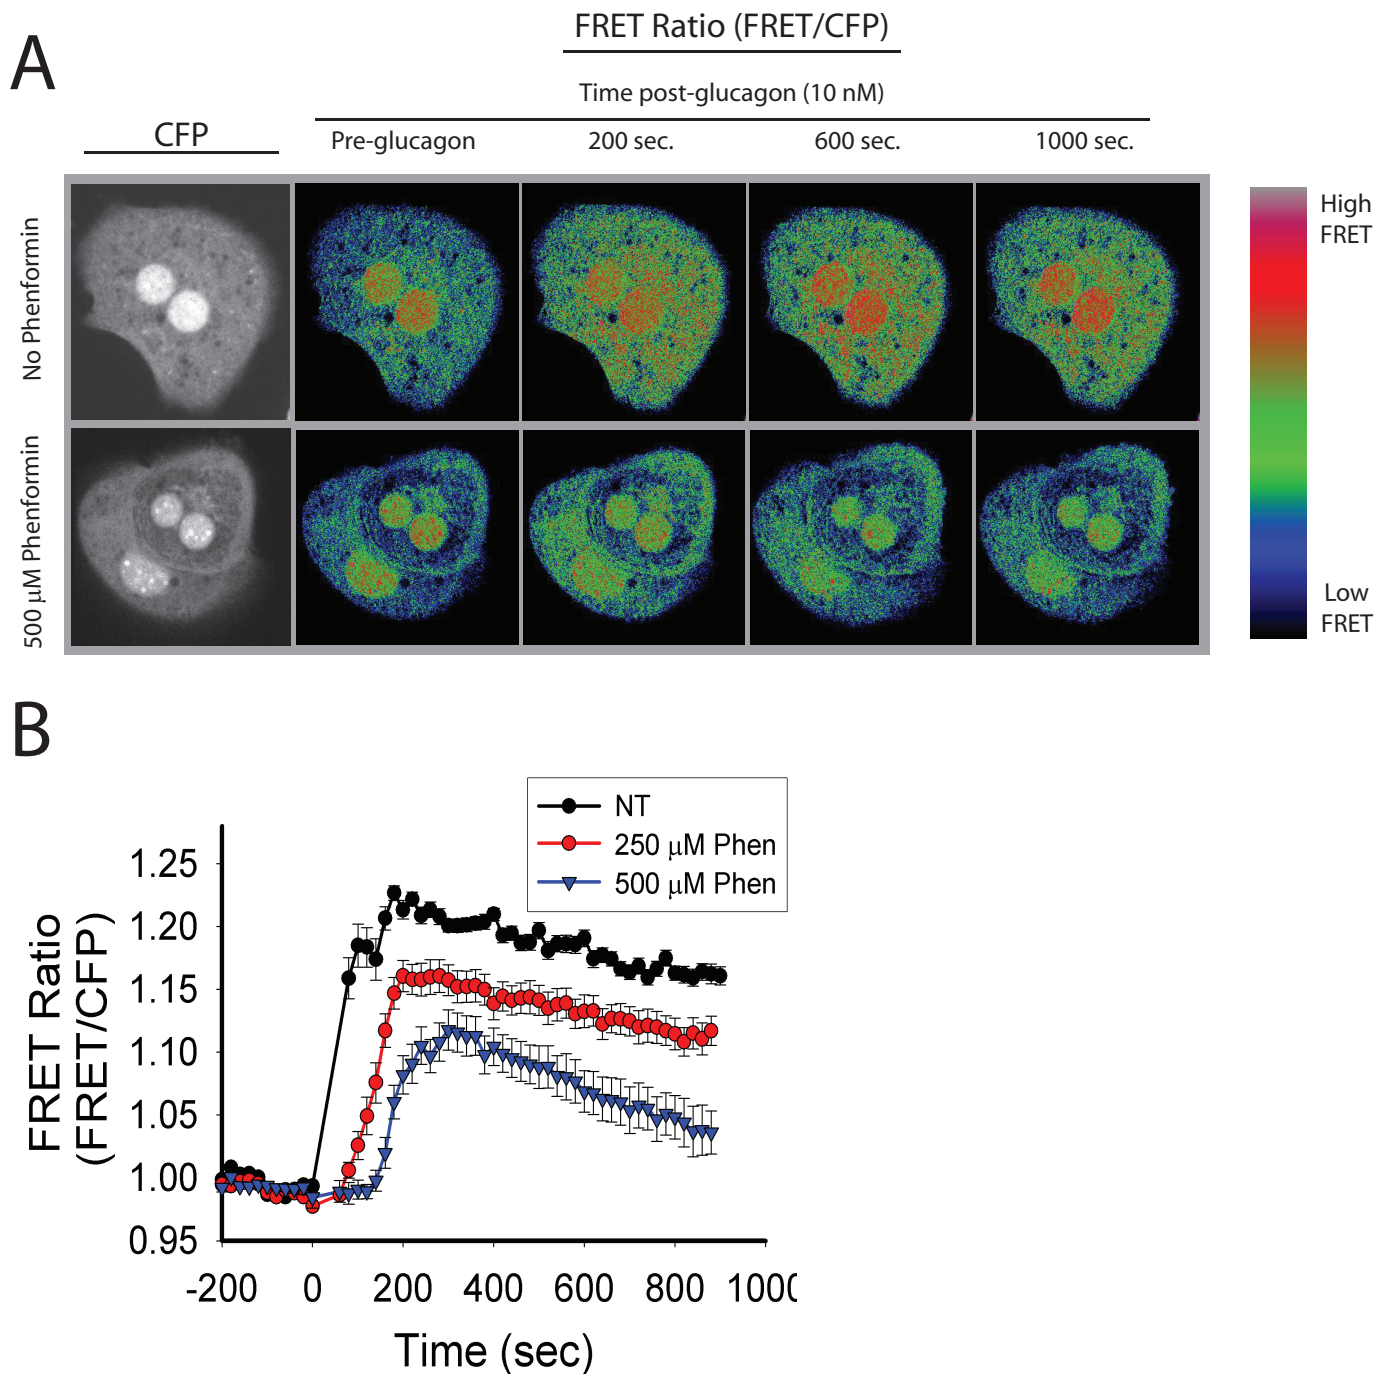 A
FRET Ratio (FRET/CFP)
Time post-glucagon (10 nM)
CFP
Pre-glucagon
200 sec.
600 sec.
1000 sec.
No Phenformin
500 μM Phenformin
High
FRET
Low
FRET
B
NT
250 μM Phen
500 μM Phen
FRET Ratio
(FRET/CFP)
1.25
1.20
1.15
1.10
1.05
1.00
0.95
-200
0
200
400
600
800
1000
Time (sec)